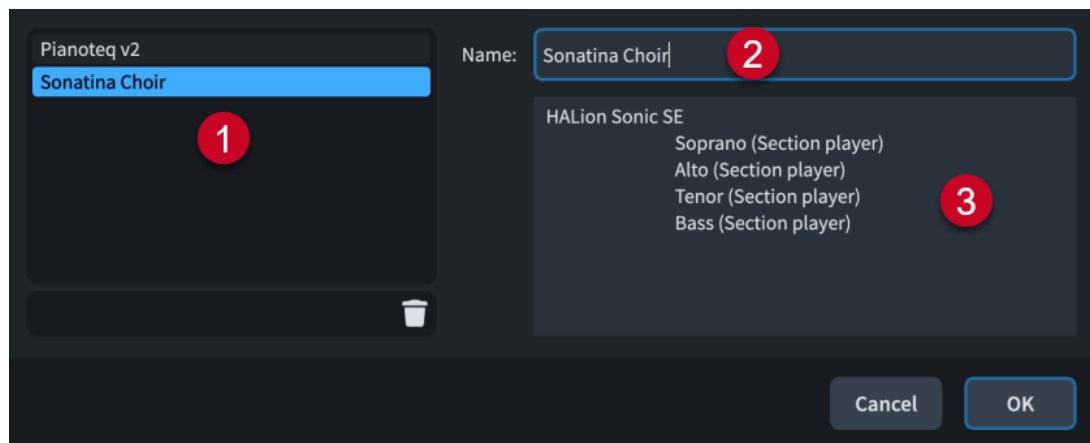 Pianoteq v2
Sonatina Choir
1
Name:
Sonatina Choir
2
HALion Sonic SE
Soprano (Section player)
Alto (Section player)
Tenor (Section player)
Bass (Section player)
3
Cancel
OK